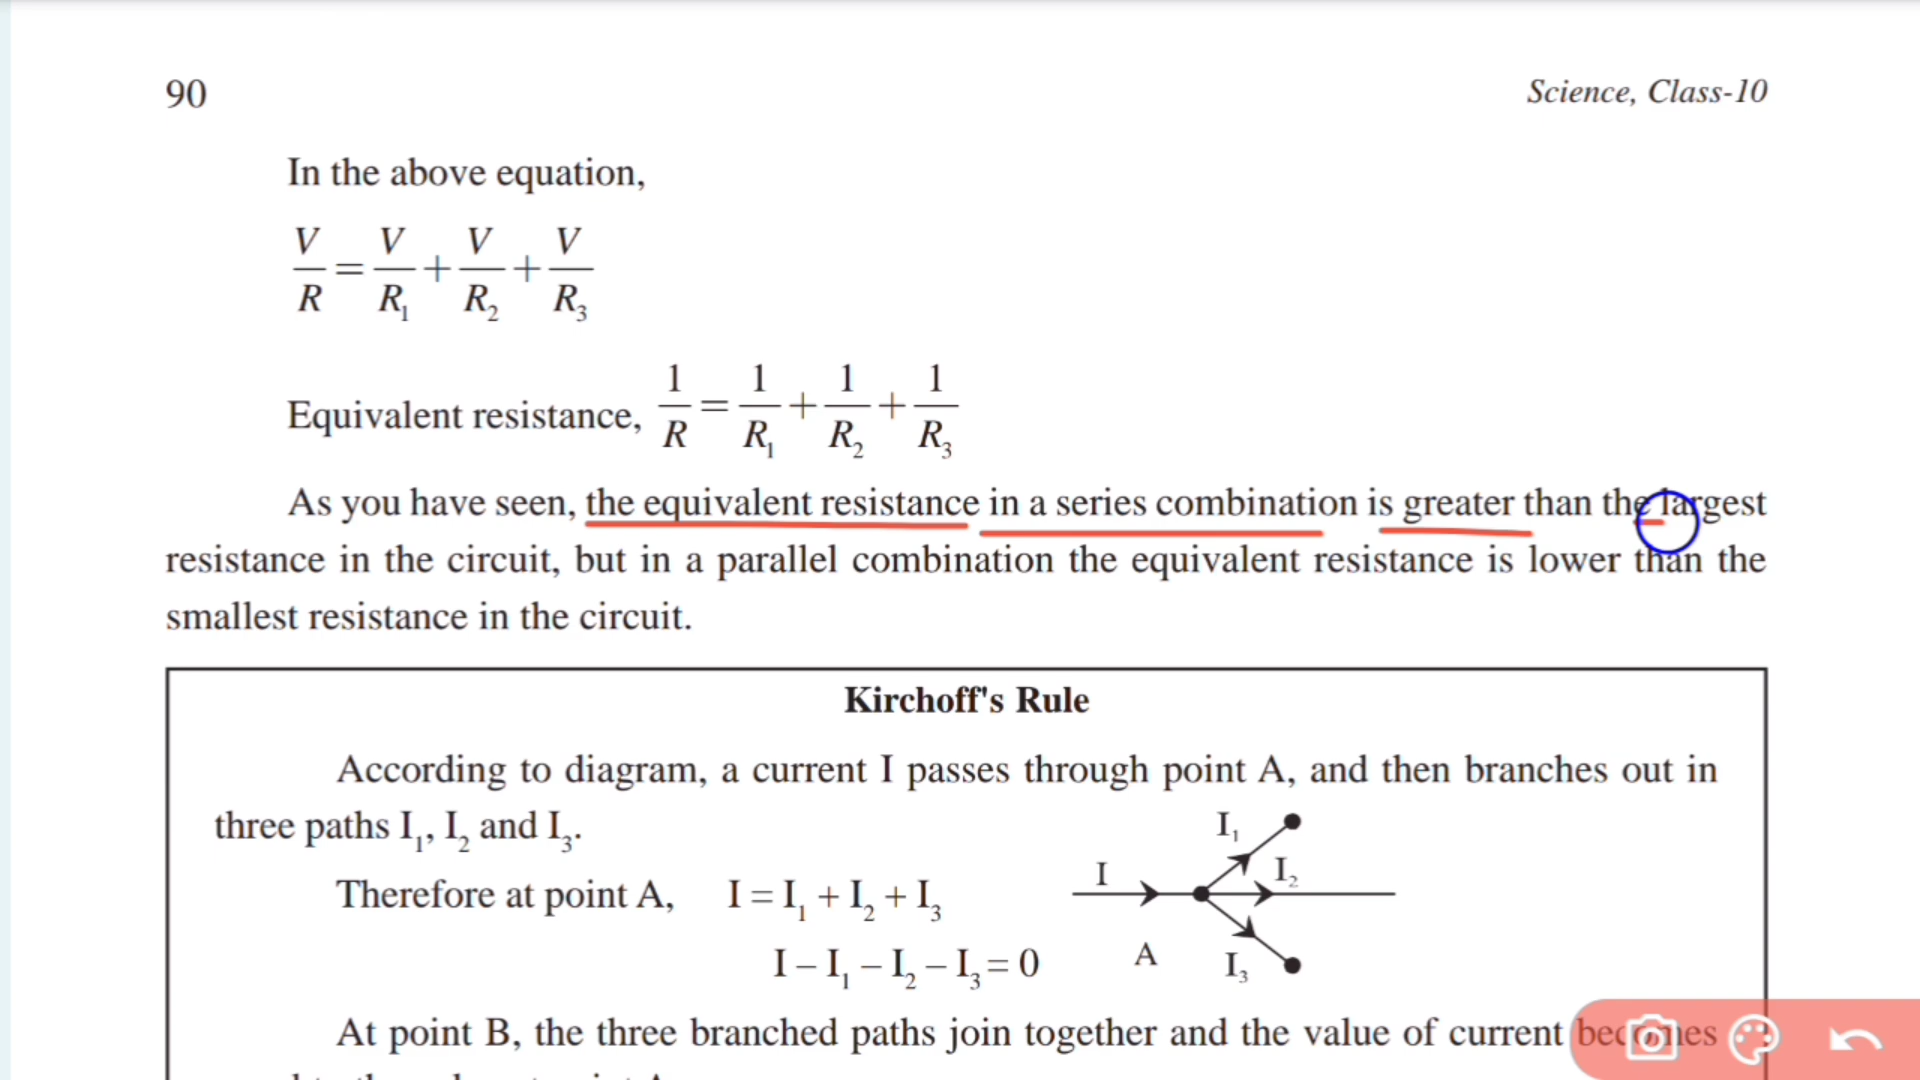 90
Science, Class-10
In the above equation,
V/R = V/R₁ + V/R₂ + V/R₃
Equivalent resistance, 1/R = 1/R₁ + 1/R₂ + 1/R₃
As you have seen, the equivalent resistance in a series combination is greater than the largest
resistance in the circuit, but in a parallel combination the equivalent resistance is lower than the
smallest resistance in the circuit.
Kirchoff's Rule
According to diagram, a current I passes through point A, and then branches out in
three paths I₁, I₂ and I₃.
Therefore at point A, I = I₁ + I₂ + I₃
I – I₁ – I₂ – I₃ = 0
I
I₁
I₂
A
I₃
At point B, the three branched paths join together and the value of current becomes